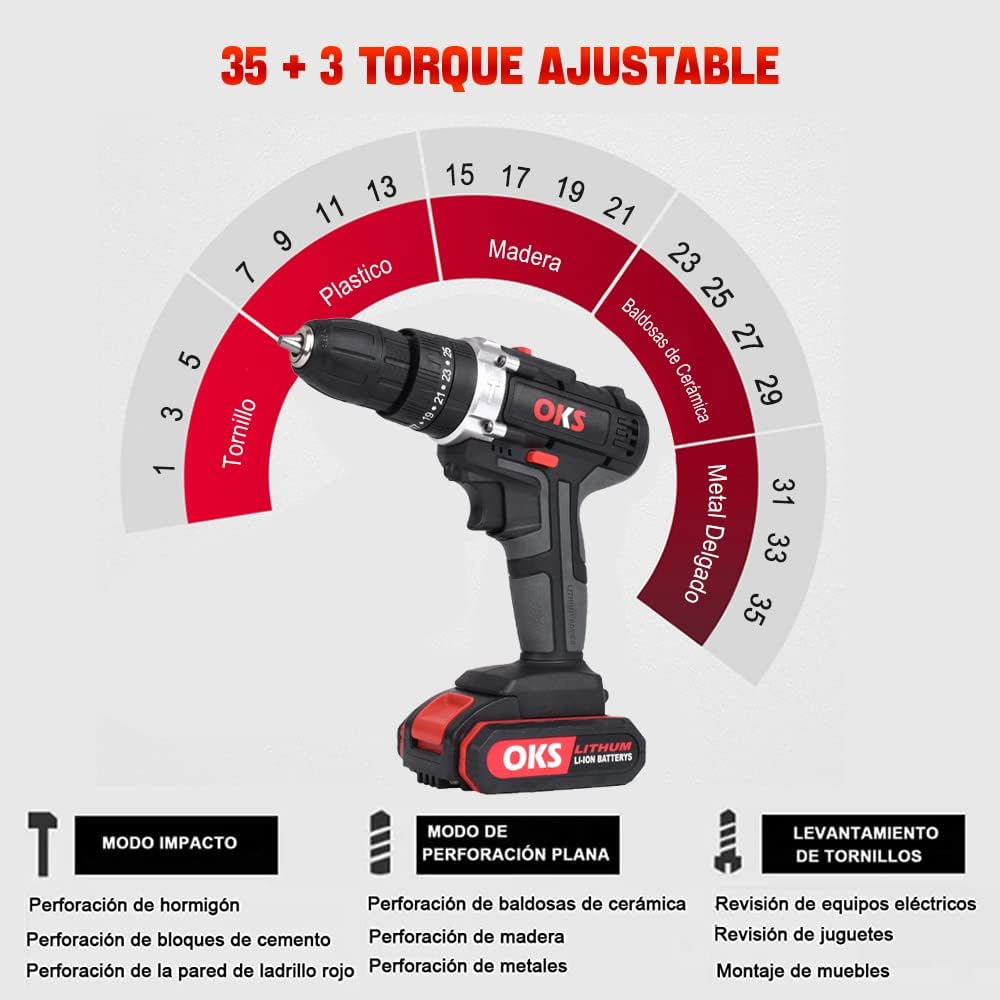 35 + 3 TORQUE AJUSTABLE
1
3
5
7
9
11
13
15
17
19
21
23
25
27
29
31
33
35
Tornillo
Plastico
Madera
Baldosas de Cerámica
Metal Delgado
19 • 21 • 23 • 25
OKS
OKS
LITHUM
LI-ION BATTERYS
MODO IMPACTO
Perforación de hormigón
Perforación de bloques de cemento
Perforación de la pared de ladrillo rojo
MODO DE
PERFORACIÓN PLANA
Perforación de baldosas de cerámica
Perforación de madera
Perforación de metales
LEVANTAMIENTO
DE TORNILLOS
Revisión de equipos eléctricos
Revisión de juguetes
Montaje de muebles